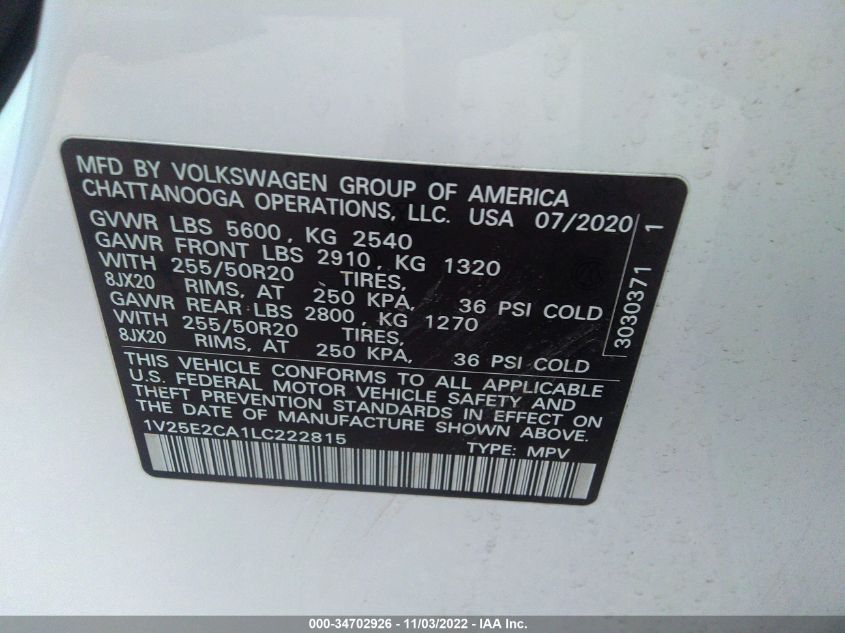 MFD BY VOLKSWAGEN GROUP OF AMERICA
CHATTANOOGA OPERATIONS, LLC. USA 07/2020
GVWR LBS 5600, KG 2540
GAWR FRONT LBS 2910, KG 1320
WITH 255/50R20 TIRES,
8JX20 RIMS, AT 250 KPA, 36 PSI COLD
GAWR REAR LBS 2800, KG 1270
WITH 255/50R20 TIRES,
8JX20 RIMS, AT 250 KPA, 36 PSI COLD
THIS VEHICLE CONFORMS TO ALL APPLICABLE
U.S. FEDERAL MOTOR VEHICLE SAFETY AND
THEFT PREVENTION STANDARDS IN EFFECT ON
THE DATE OF MANUFACTURE SHOWN ABOVE.
1V25E2CA1LC222815 TYPE: MPV
3030371 1
000-34702926 - 11/03/2022 - IAA Inc.